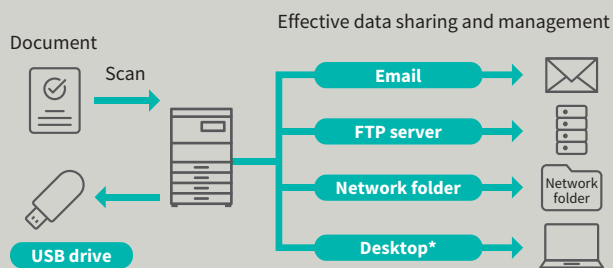 Effective data sharing and management
Document
Scan
Email
FTP server
Network folder
Network
folder
Desktop*
USB drive